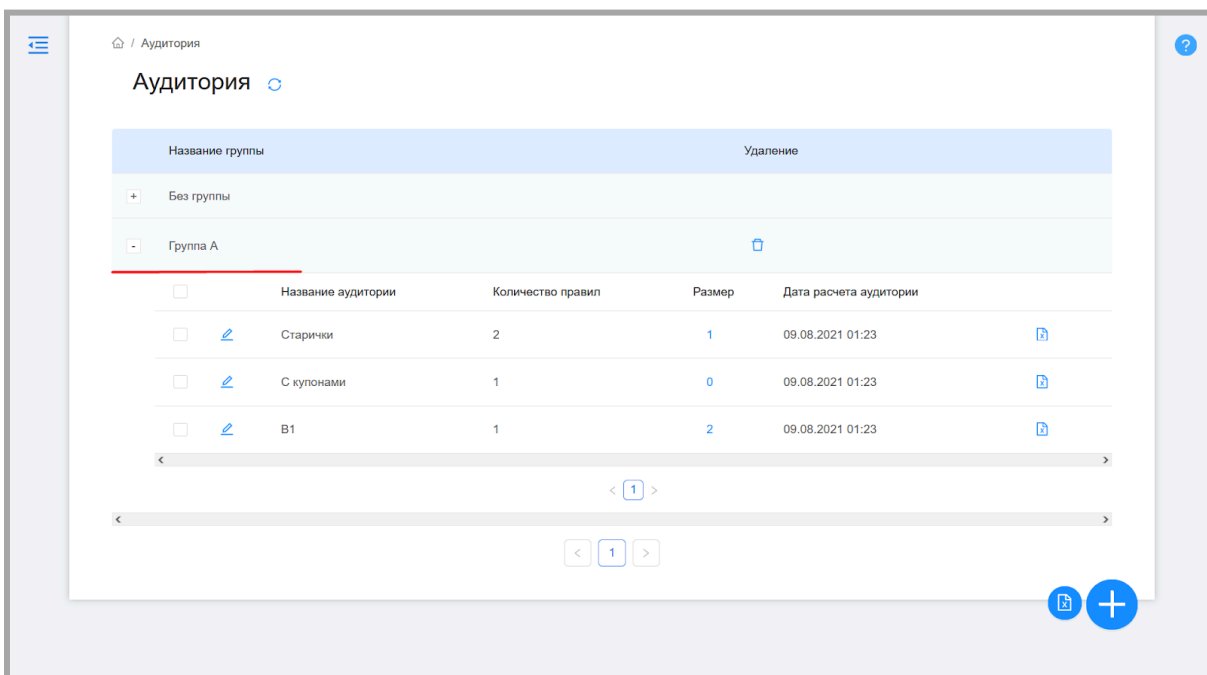 / Аудитория
?
Аудитория
Название группы Удаление
+ Без группы
- Группа А
Название аудитории Количество правил Размер Дата расчета аудитории
Старички 2 1 09.08.2021 01:23
С купонами 1 0 09.08.2021 01:23
В1 1 2 09.08.2021 01:23
< 1 >
< 1 >